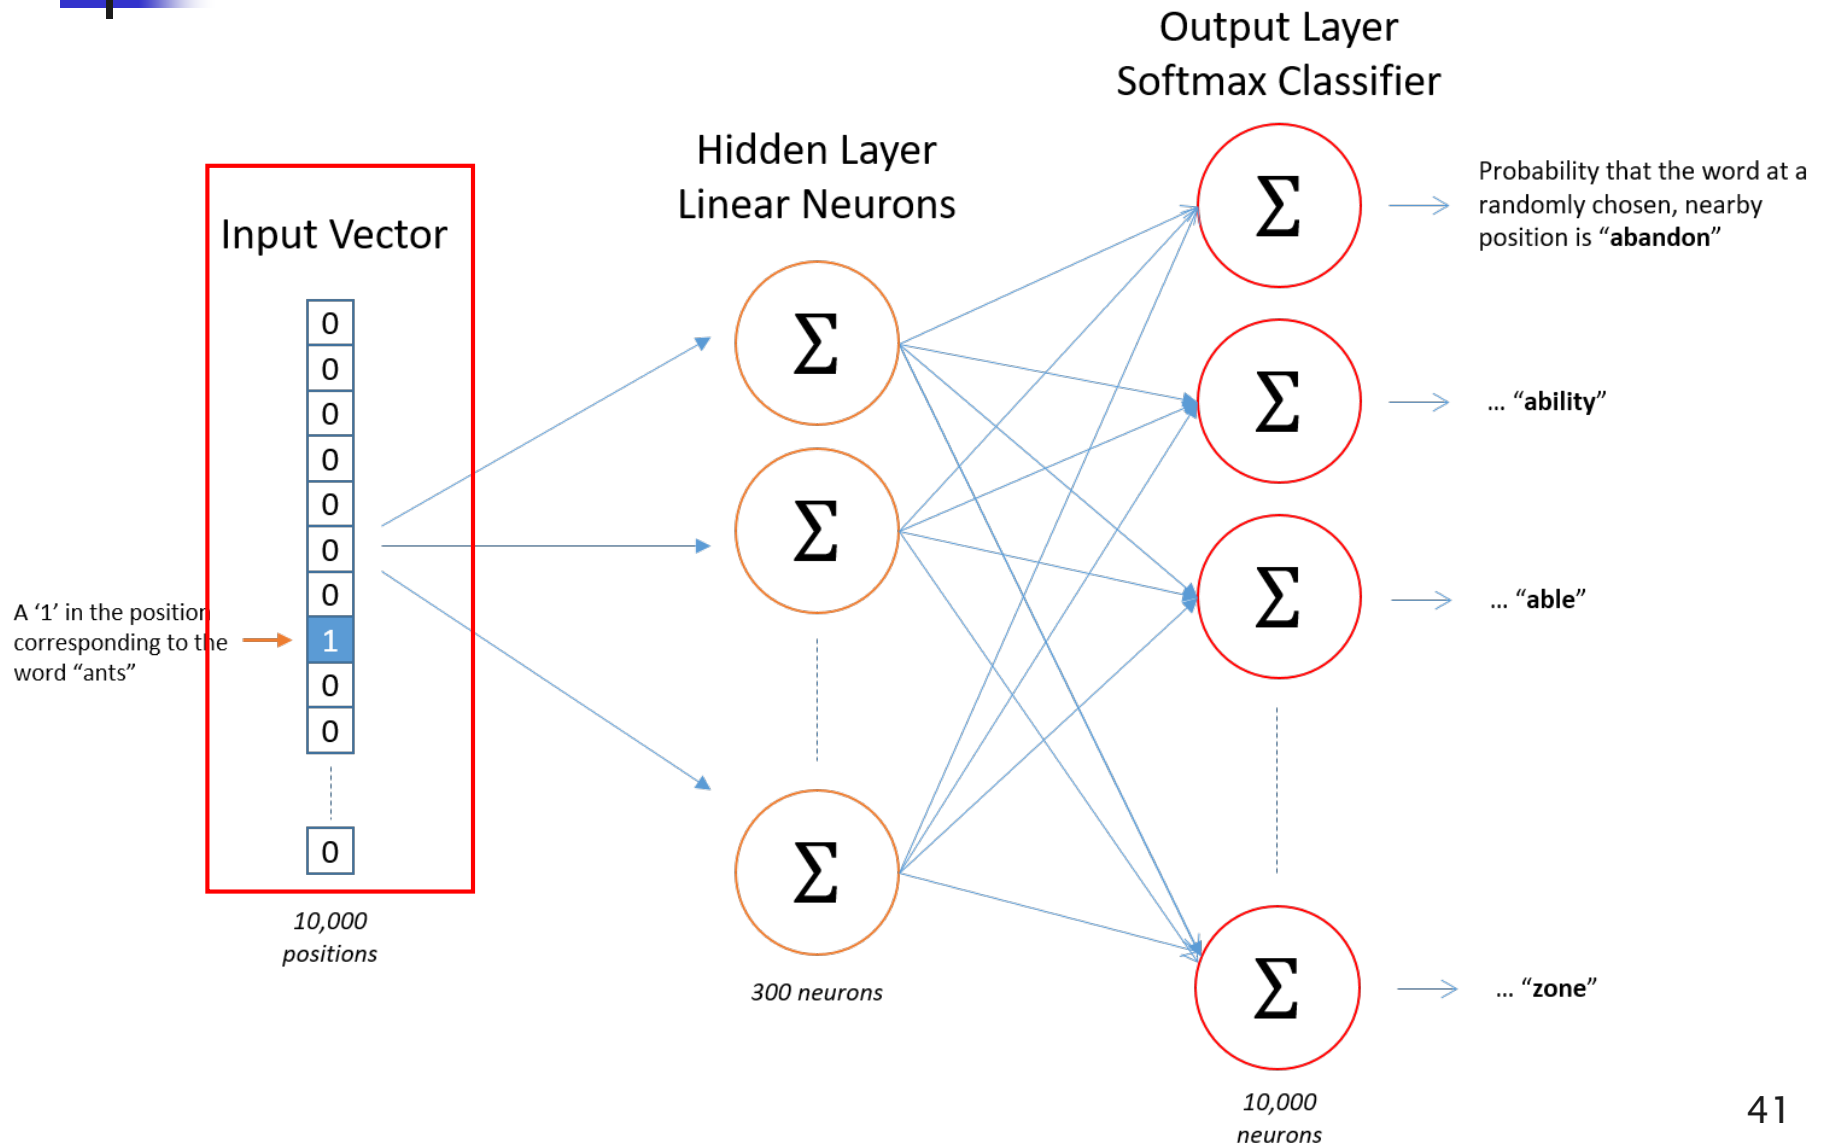 Output Layer
Softmax Classifier
Hidden Layer
Linear Neurons
Input Vector
0
0
0
0
0
0
0
1
0
0
0
A ‘1’ in the position
corresponding to the
word “ants”
10,000
positions
Σ
Σ
Σ
300 neurons
Σ
Σ
Σ
Σ
10,000
neurons
Probability that the word at a
randomly chosen, nearby
position is “abandon”
... “ability”
... “able”
... “zone”
41